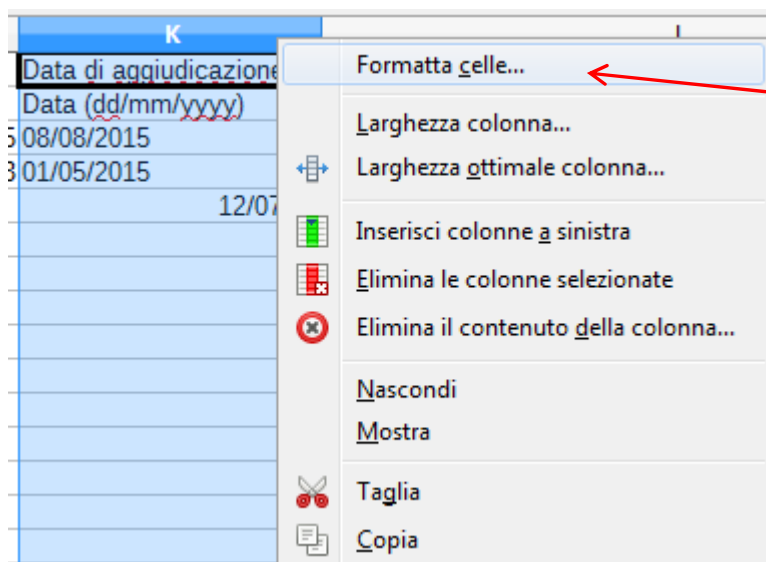 K
Data di aggiudicazione
Data (dd/mm/yyyy)
5 08/08/2015
3 01/05/2015
12/07
Formatta celle...
Larghezza colonna...
Larghezza ottimale colonna...
Inserisci colonne a sinistra
Elimina le colonne selezionate
Elimina il contenuto della colonna...
Nascondi
Mostra
Taglia
Copia